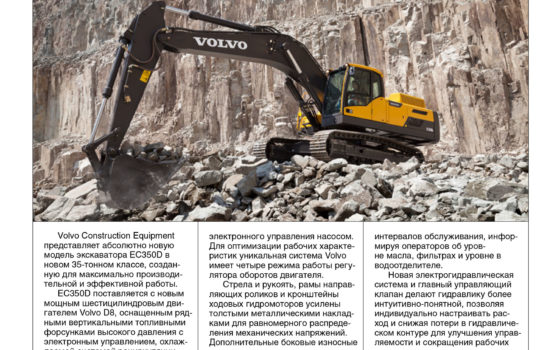 VOLVO
Volvo Construction Equipment
представляет абсолютно новую
модель экскаватора EC350D в
новом 35-тонном классе, создан-
ную для максимально производи-
тельной и эффективной работы.
EC350D поставляется с новым
мощным шестицилиндровым дви-
гателем Volvo D8, оснащенным ряд-
ными вертикальными топливными
форсунками высокого давления с
электронным управлением, охлаж-
электронного управления насосом.
Для оптимизации рабочих характе-
ристик уникальная система Volvo
имеет четыре режима работы регу-
лятора оборотов двигателя.
Стрела и рукоять, рамы направ-
ляющих роликов и кронштейны
ходовых гидромоторов усилены
толстыми металлическими наклад-
ками для равномерного распреде-
ления механических напряжений.
Дополнительные боковые износные
интервалов обслуживания, инфор-
мируя операторов об уров-
не масла, фильтрах и уровне в
водоотделителе.
Новая электрогидравлическая
система и главный управляющий
клапан делают гидравлику более
интуитивно-понятной, позволяя
индивидуально настраивать рас-
ход и снижая потери в гидравличе-
ском контуре для улучшения управ-
ляемости и сокращения рабочих